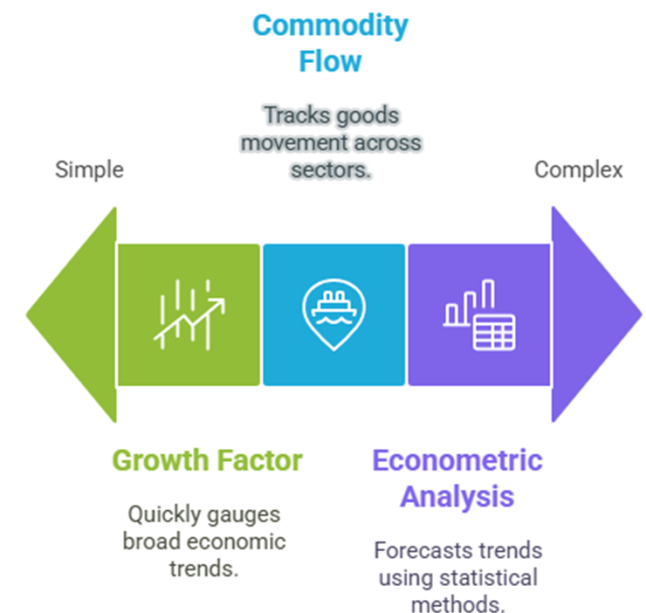 Commodity
Flow
Tracks goods
movement across
sectors.
Simple
Complex
Growth Factor
Quickly gauges
broad economic
trends.
Econometric
Analysis
Forecasts trends
using statistical
methods.